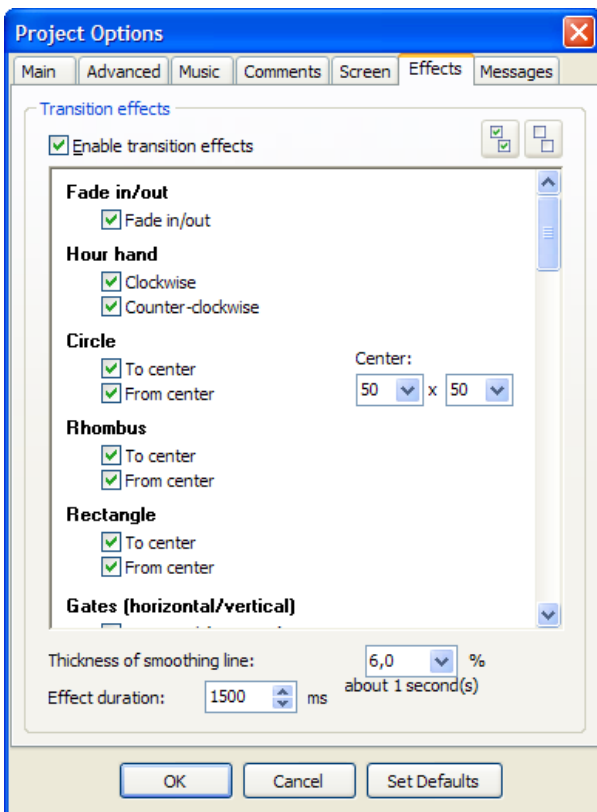 Project Options
Main Advanced Music Comments Screen Effects Messages
Transition effects
Enable transition effects
Fade in/out
Fade in/out
Hour hand
Clockwise
Counter-clockwise
Circle
Center:
To center
50 x 50
From center
Rhombus
To center
From center
Rectangle
To center
From center
Gates (horizontal/vertical)
Thickness of smoothing line: 6,0 %
about 1 second(s)
Effect duration: 1500 ms
OK Cancel Set Defaults